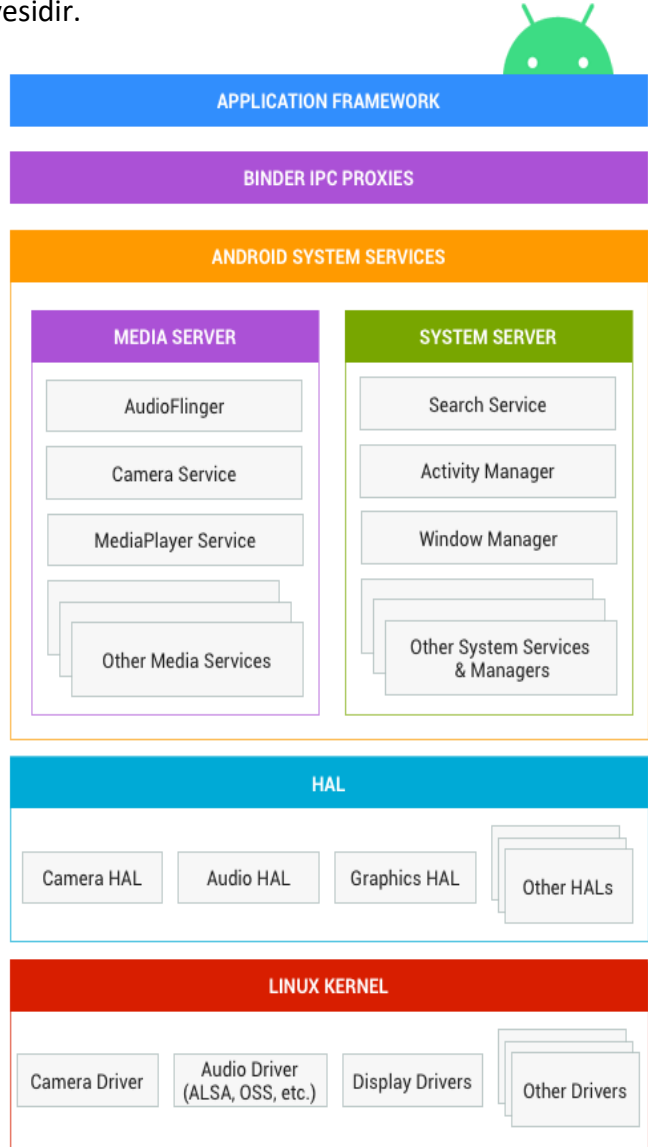 APPLICATION FRAMEWORK
BINDER IPC PROXIES
ANDROID SYSTEM SERVICES
MEDIA SERVER
AudioFlinger
Camera Service
MediaPlayer Service
Other Media Services
SYSTEM SERVER
Search Service
Activity Manager
Window Manager
Other System Services
& Managers
HAL
Camera HAL
Audio HAL
Graphics HAL
Other HALs
LINUX KERNEL
Camera Driver
Audio Driver
(ALSA, OSS, etc.)
Display Drivers
Other Drivers